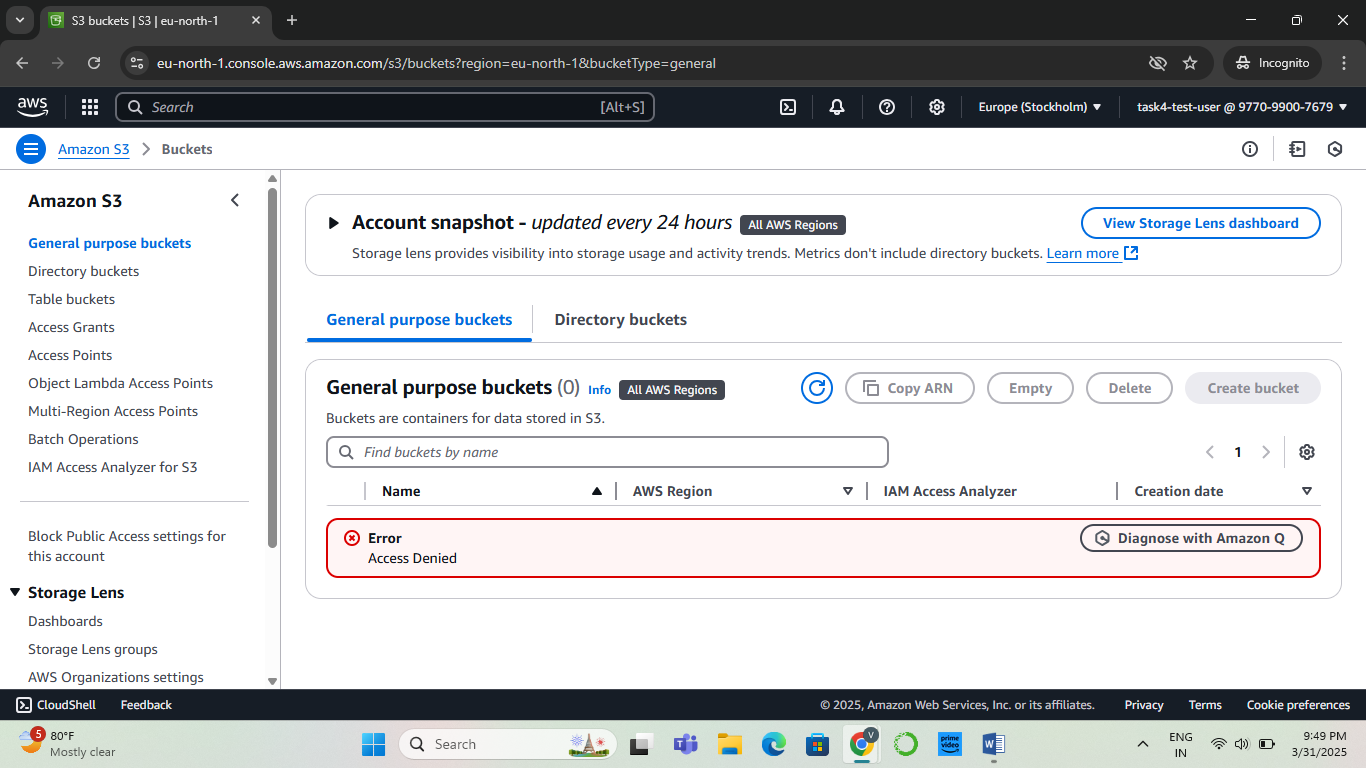 S3 buckets | S3 | eu-north-1
eu-north-1.console.aws.amazon.com/s3/buckets?region=eu-north-1&bucketType=general
Incognito
aws
Search
[Alt+S]
Europe (Stockholm)
task4-test-user @ 9770-9900-7679
Amazon S3
Buckets
Amazon S3
General purpose buckets
Directory buckets
Table buckets
Access Grants
Access Points
Object Lambda Access Points
Multi-Region Access Points
Batch Operations
IAM Access Analyzer for S3
Block Public Access settings for
this account
Storage Lens
Dashboards
Storage Lens groups
AWS Organizations settings
Account snapshot - updated every 24 hours All AWS Regions
View Storage Lens dashboard
Storage lens provides visibility into storage usage and activity trends. Metrics don't include directory buckets. Learn more
General purpose buckets
Directory buckets
General purpose buckets (0) Info All AWS Regions
Copy ARN
Empty
Delete
Create bucket
Buckets are containers for data stored in S3.
Find buckets by name
1
Name
AWS Region
IAM Access Analyzer
Creation date
Error
Access Denied
Diagnose with Amazon Q
CloudShell
Feedback
© 2025, Amazon Web Services, Inc. or its affiliates.
Privacy
Terms
Cookie preferences
5
80°F
Mostly clear
Search
V
prime
video
W
ENG
IN
9:49 PM
3/31/2025